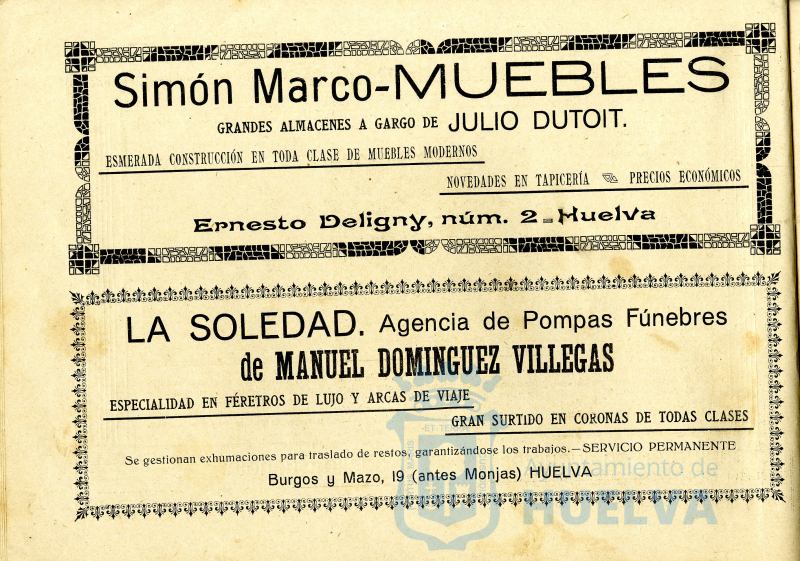 Simón Marco-MUEBLES
GRANDES ALMACENES A GARGO DE JULIO DUTOIT.
ESMERADA CONSTRUCCIÓN EN TODA CLASE DE MUEBLES MODERNOS
NOVEDADES EN TAPICERÍA PRECIOS ECONÓMICOS
Ernesto Deligny, núm. 2=Huelva
LA SOLEDAD. Agencia de Pompas Fúnebres
de MANUEL DOMINGUEZ VILLEGAS
ESPECIALIDAD EN FÉRETROS DE LUJO Y ARCAS DE VIAJE
GRAN SURTIDO EN CORONAS DE TODAS CLASES
Se gestionan exhumaciones para traslado de restos, garantizándose los trabajos.—SERVICIO PERMANENTE
Burgos y Mazo, 19 (antes Monjas) HUELVA
Ayuntamiento de
HUELVA